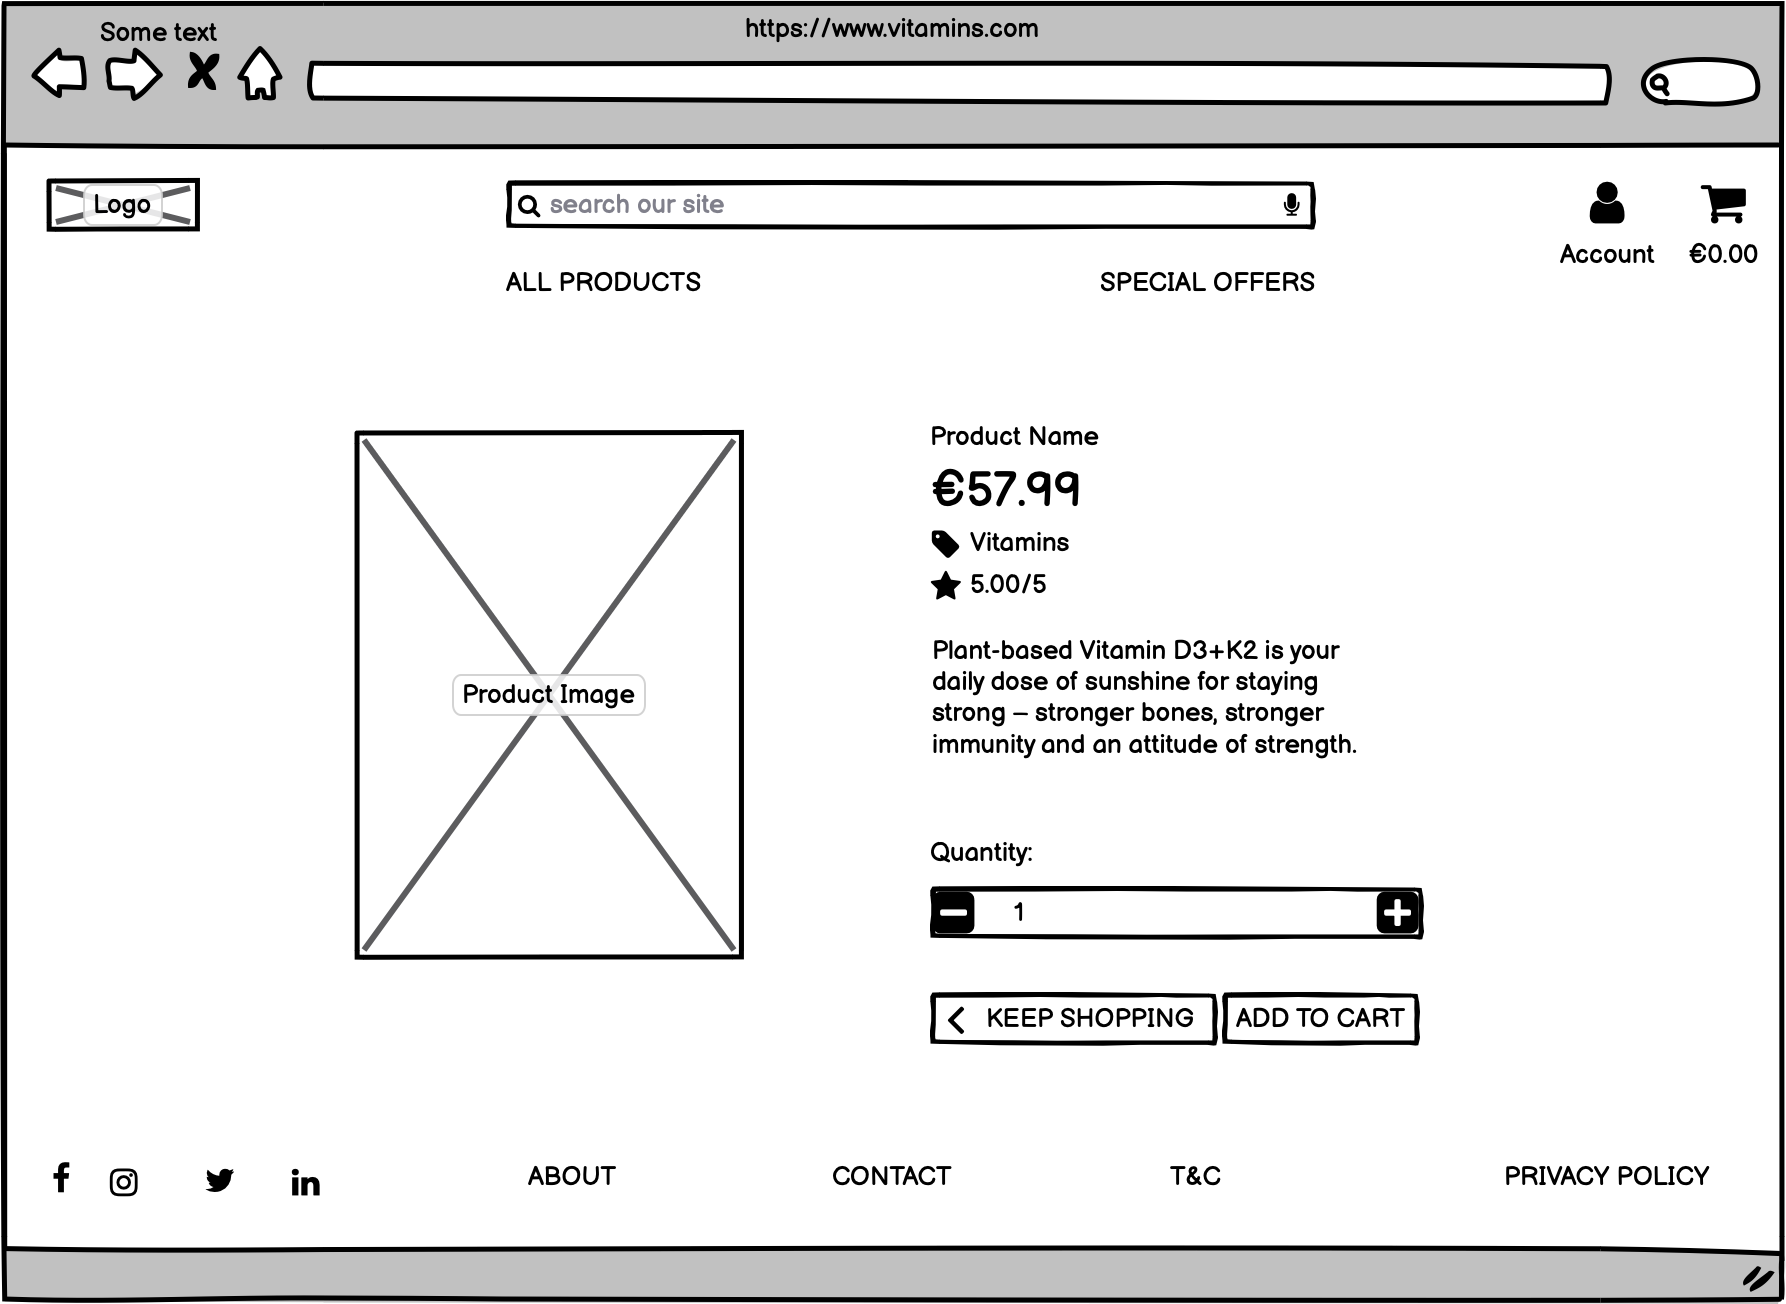 Some text
https://www.vitamins.com
Logo
search our site
Account
€0.00
ALL PRODUCTS
SPECIAL OFFERS
Product Image
Product Name
€57.99
Vitamins
5.00/5
Plant-based Vitamin D3+K2 is your
daily dose of sunshine for staying
strong – stronger bones, stronger
immunity and an attitude of strength.
Quantity:
1
KEEP SHOPPING
ADD TO CART
ABOUT
CONTACT
T&C
PRIVACY POLICY